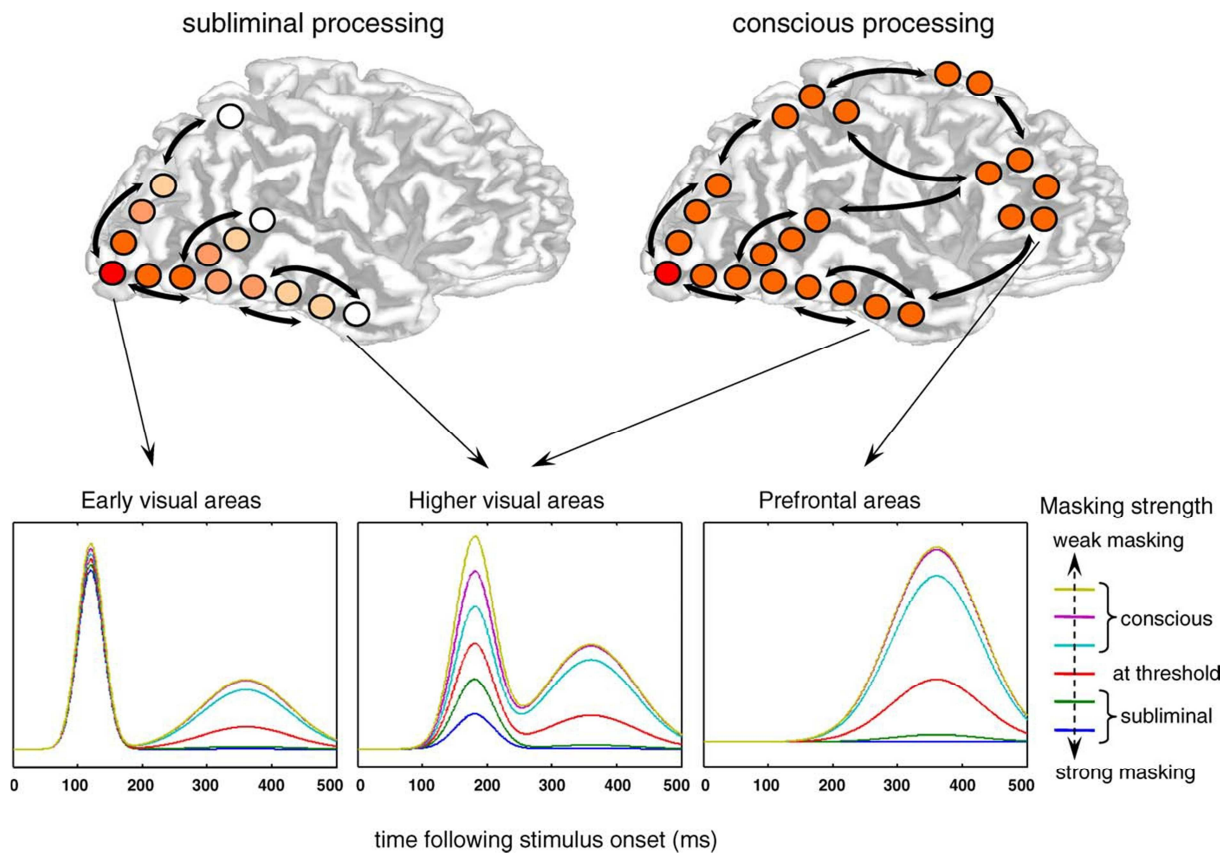 subliminal processing
conscious processing
Early visual areas
Higher visual areas
Prefrontal areas
Masking strength
weak masking
conscious
at threshold
subliminal
strong masking
0 100 200 300 400 500
0 100 200 300 400 500
0 100 200 300 400 500
time following stimulus onset (ms)